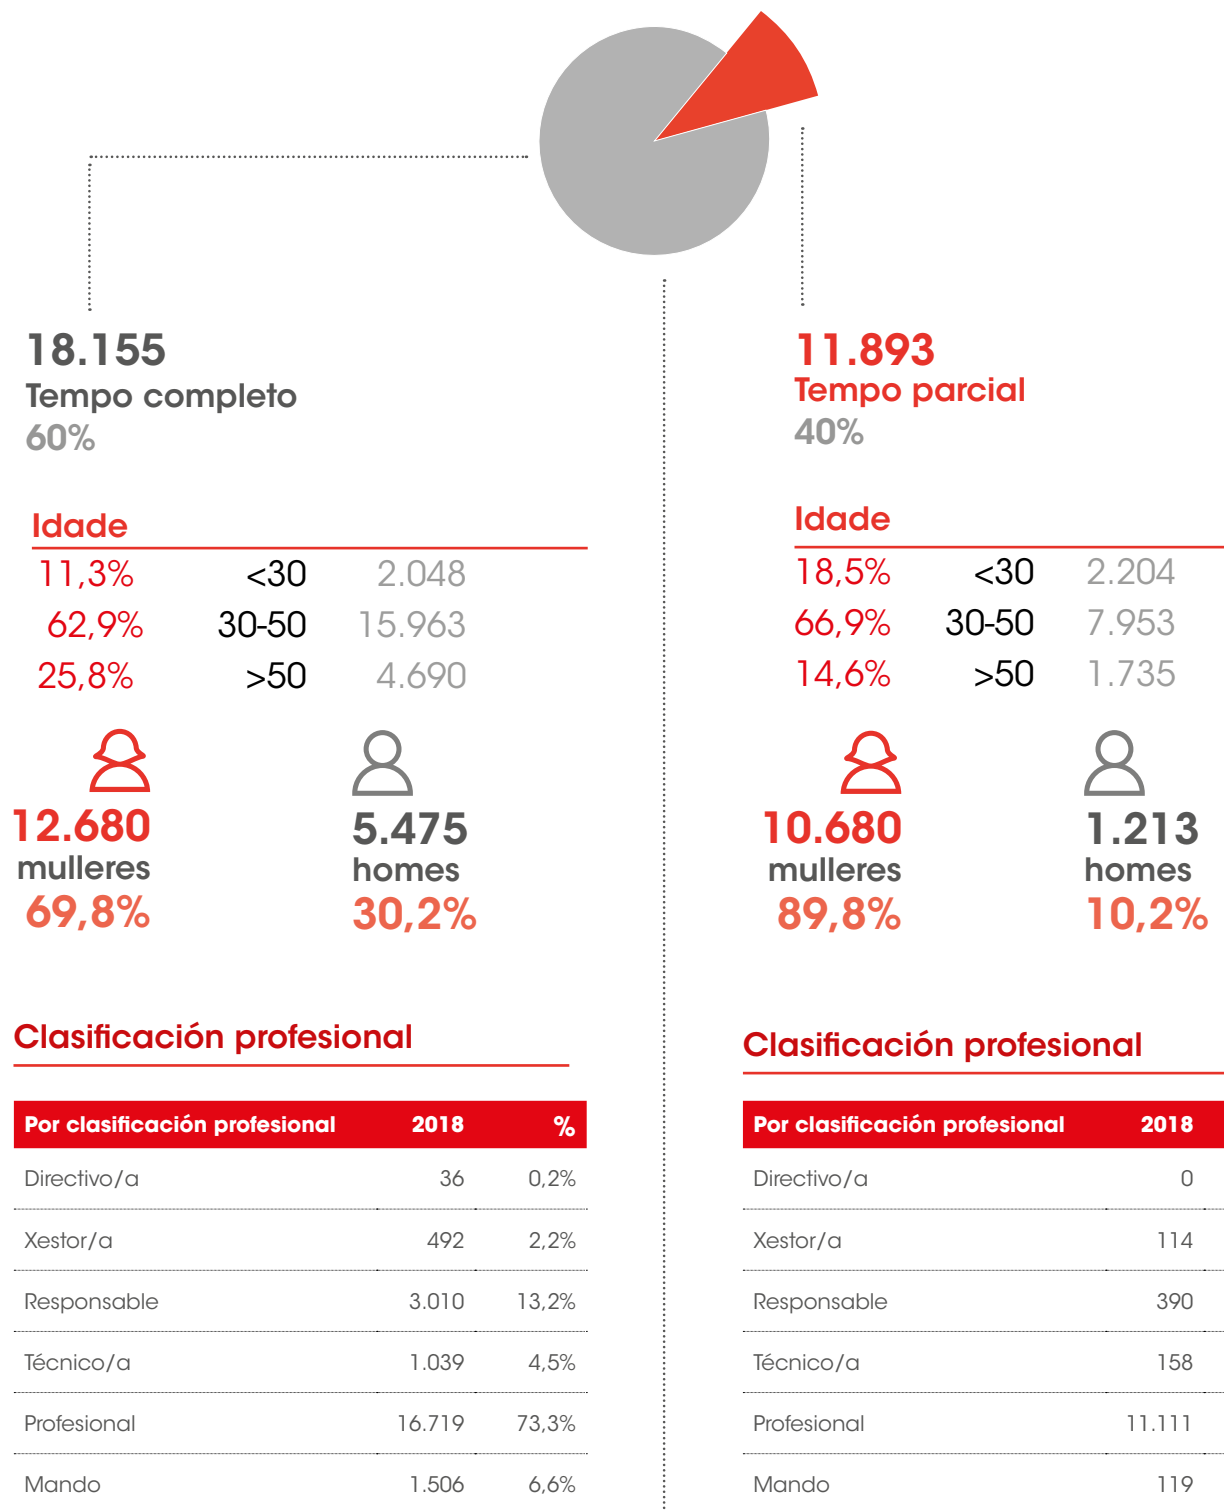 18.155
Tempo completo
60%
Idade
11,3% <30 2.048
62,9% 30-50 15.963
25,8% >50 4.690
12.680
mulleres
69,8%
5.475
homes
30,2%
Clasificación profesional
Por clasificación profesional 2018 %
Directivo/a 36 0,2%
Xestor/a 492 2,2%
Responsable 3.010 13,2%
Técnico/a 1.039 4,5%
Profesional 16.719 73,3%
Mando 1.506 6,6%
11.893
Tempo parcial
40%
Idade
18,5% <30 2.204
66,9% 30-50 7.953
14,6% >50 1.735
10.680
mulleres
89,8%
1.213
homes
10,2%
Clasificación profesional
Por clasificación profesional 2018
Directivo/a 0
Xestor/a 114
Responsable 390
Técnico/a 158
Profesional 11.111
Mando 119